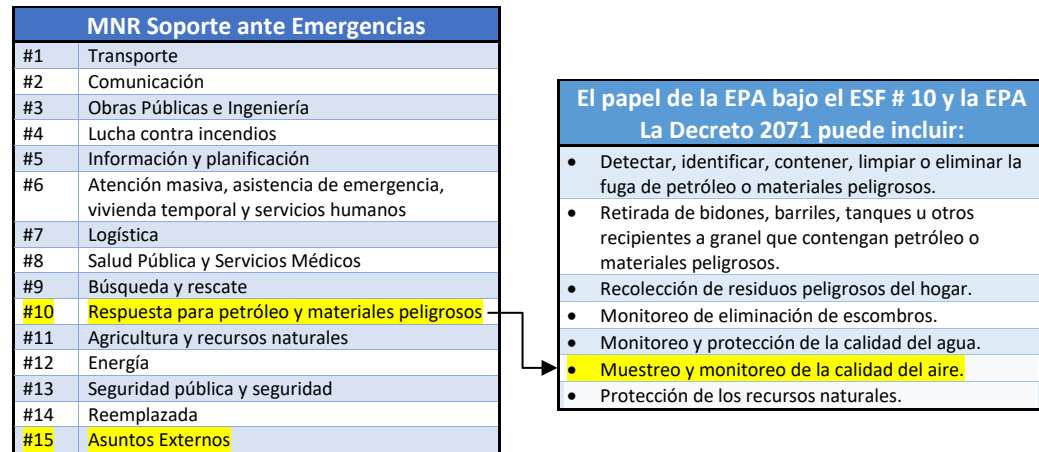 MNR Soporte ante Emergencias
#1 Transporte
#2 Comunicación
#3 Obras Públicas e Ingeniería
#4 Lucha contra incendios
#5 Información y planificación
#6 Atención masiva, asistencia de emergencia,
vivienda temporal y servicios humanos
#7 Logística
#8 Salud Pública y Servicios Médicos
#9 Búsqueda y rescate
#10 Respuesta para petróleo y materiales peligrosos
#11 Agricultura y recursos naturales
#12 Energía
#13 Seguridad pública y seguridad
#14 Reemplazada
#15 Asuntos Externos
El papel de la EPA bajo el ESF # 10 y la EPA
La Decreto 2071 puede incluir:
• Detectar, identificar, contener, limpiar o eliminar la
fuga de petróleo o materiales peligrosos.
• Retirada de bidones, barriles, tanques u otros
recipientes a granel que contengan petróleo o
materiales peligrosos.
• Recolección de residuos peligrosos del hogar.
• Monitoreo de eliminación de escombros.
• Monitoreo y protección de la calidad del agua.
• Muestreo y monitoreo de la calidad del aire.
• Protección de los recursos naturales.